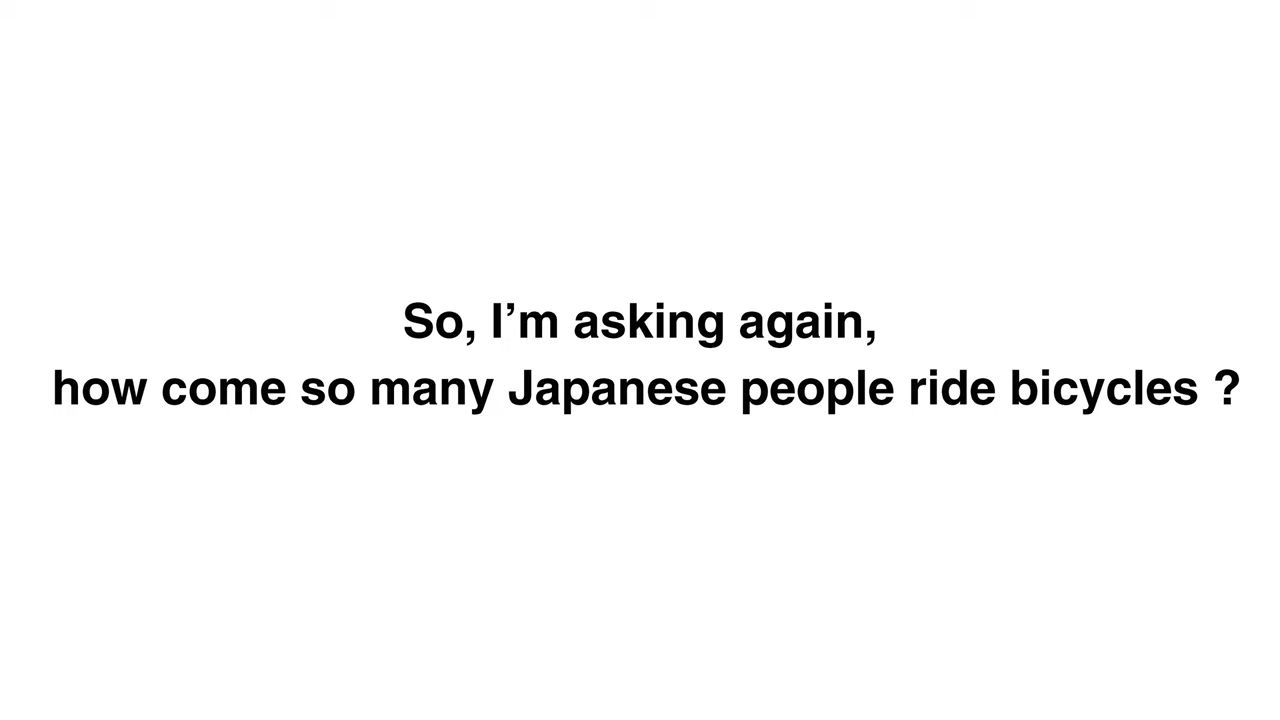 So, I’m asking again,
how come so many Japanese people ride bicycles ?